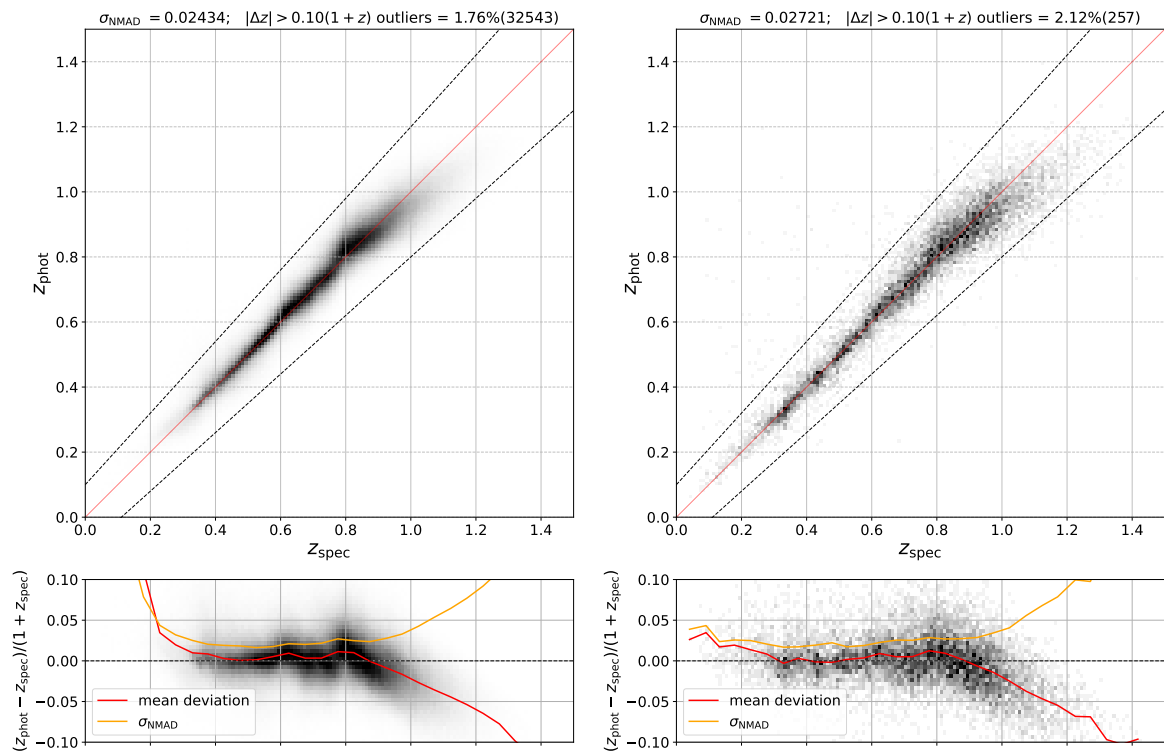 σNMAD = 0.02434; |Δz| > 0.10(1 + z) outliers = 1.76%(32543)
1.4
1.2
1.0
0.8
0.6
0.4
0.2
0.0
zphot
0.0 0.2 0.4 0.6 0.8 1.0 1.2 1.4
zspec
0.10
0.05
0.00
−0.05
−0.10
(zphot − zspec)/(1 + zspec)
mean deviation
σNMAD
σNMAD = 0.02721; |Δz| > 0.10(1 + z) outliers = 2.12%(257)
1.4
1.2
1.0
0.8
0.6
0.4
0.2
0.0
zphot
0.0 0.2 0.4 0.6 0.8 1.0 1.2 1.4
zspec
0.10
0.05
0.00
−0.05
−0.10
(zphot − zspec)/(1 + zspec)
mean deviation
σNMAD